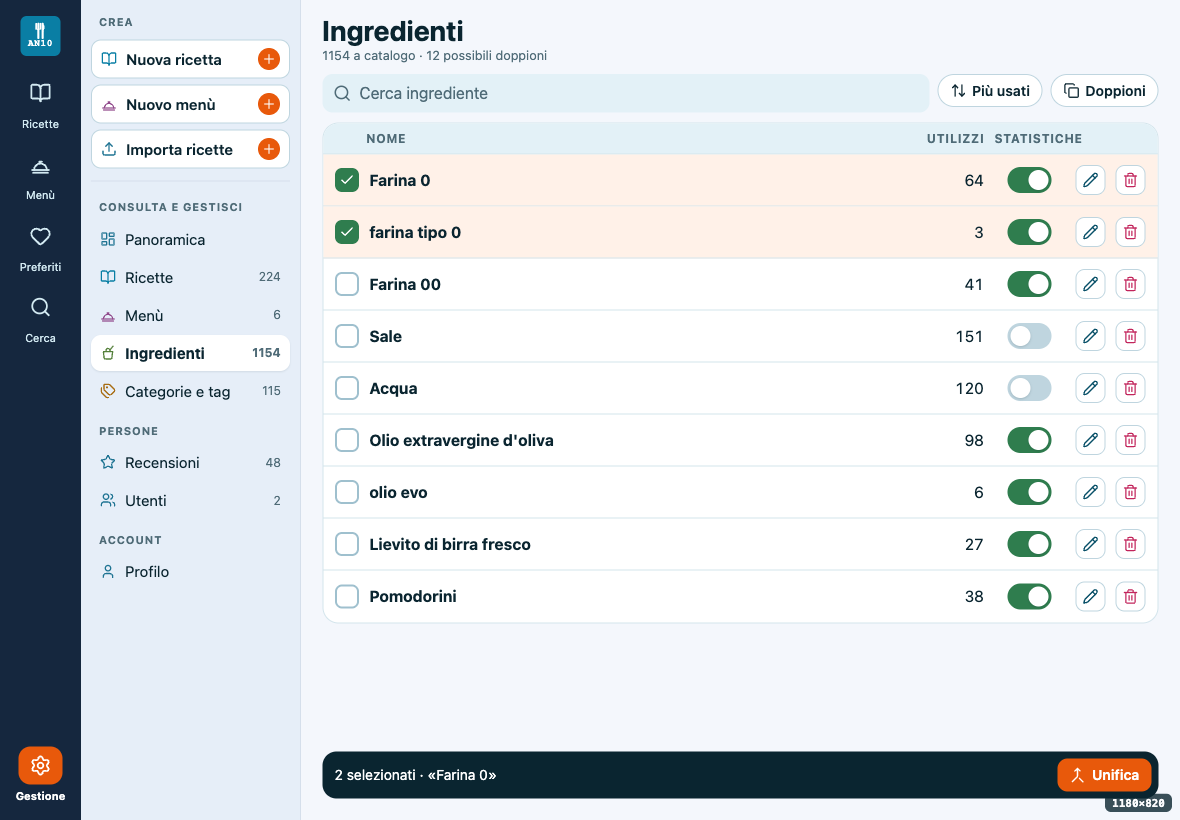 AN10
Ricette
Menù
Preferiti
Cerca
Gestione
CREA
Nuova ricetta
Nuovo menù
Importa ricette
CONSULTA E GESTISCI
Panoramica
Ricette 224
Menù 6
Ingredienti 1154
Categorie e tag 115
PERSONE
Recensioni 48
Utenti 2
ACCOUNT
Profilo
Ingredienti
1154 a catalogo · 12 possibili doppioni
Cerca ingrediente
Più usati
Doppioni
NOME UTILIZZI STATISTICHE
Farina 0 64
farina tipo 0 3
Farina 00 41
Sale 151
Acqua 120
Olio extravergine d'oliva 98
olio evo 6
Lievito di birra fresco 27
Pomodorini 38
2 selezionati · «Farina 0»
Unifica
1180×820